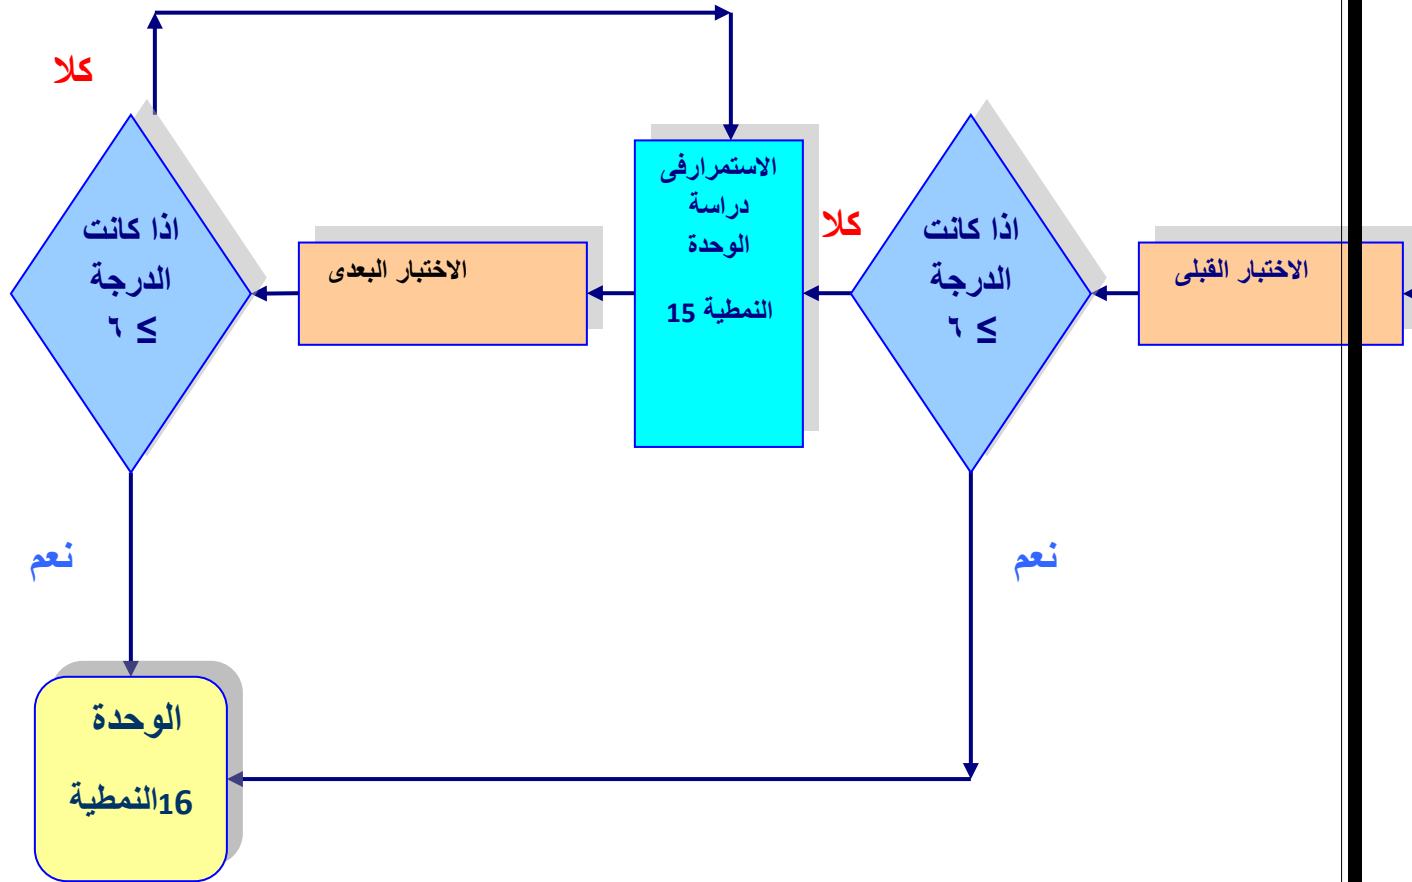 كلا
الاختبار القبلى
اذا كانت
الدرجة
≥ ٦
كلا
الاستمرارفى
دراسة
الوحدة
النمطية 15
الاختبار البعدى
اذا كانت
الدرجة
≥ ٦
نعم
نعم
الوحدة
16النمطية